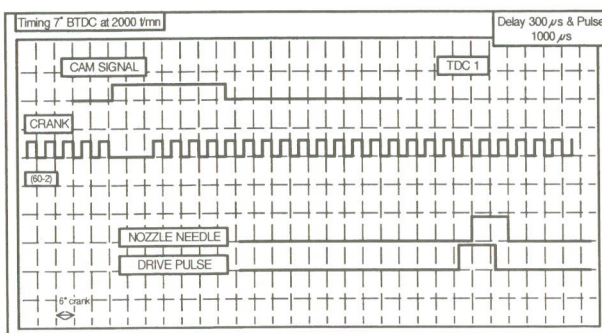 Timing 7° BTDC at 2000 t/mn
Delay 300 µs & Pulse
1000 µs
CAM SIGNAL
TDC 1
CRANK
(60-2)
NOZZLE NEEDLE
DRIVE PULSE
6° crank